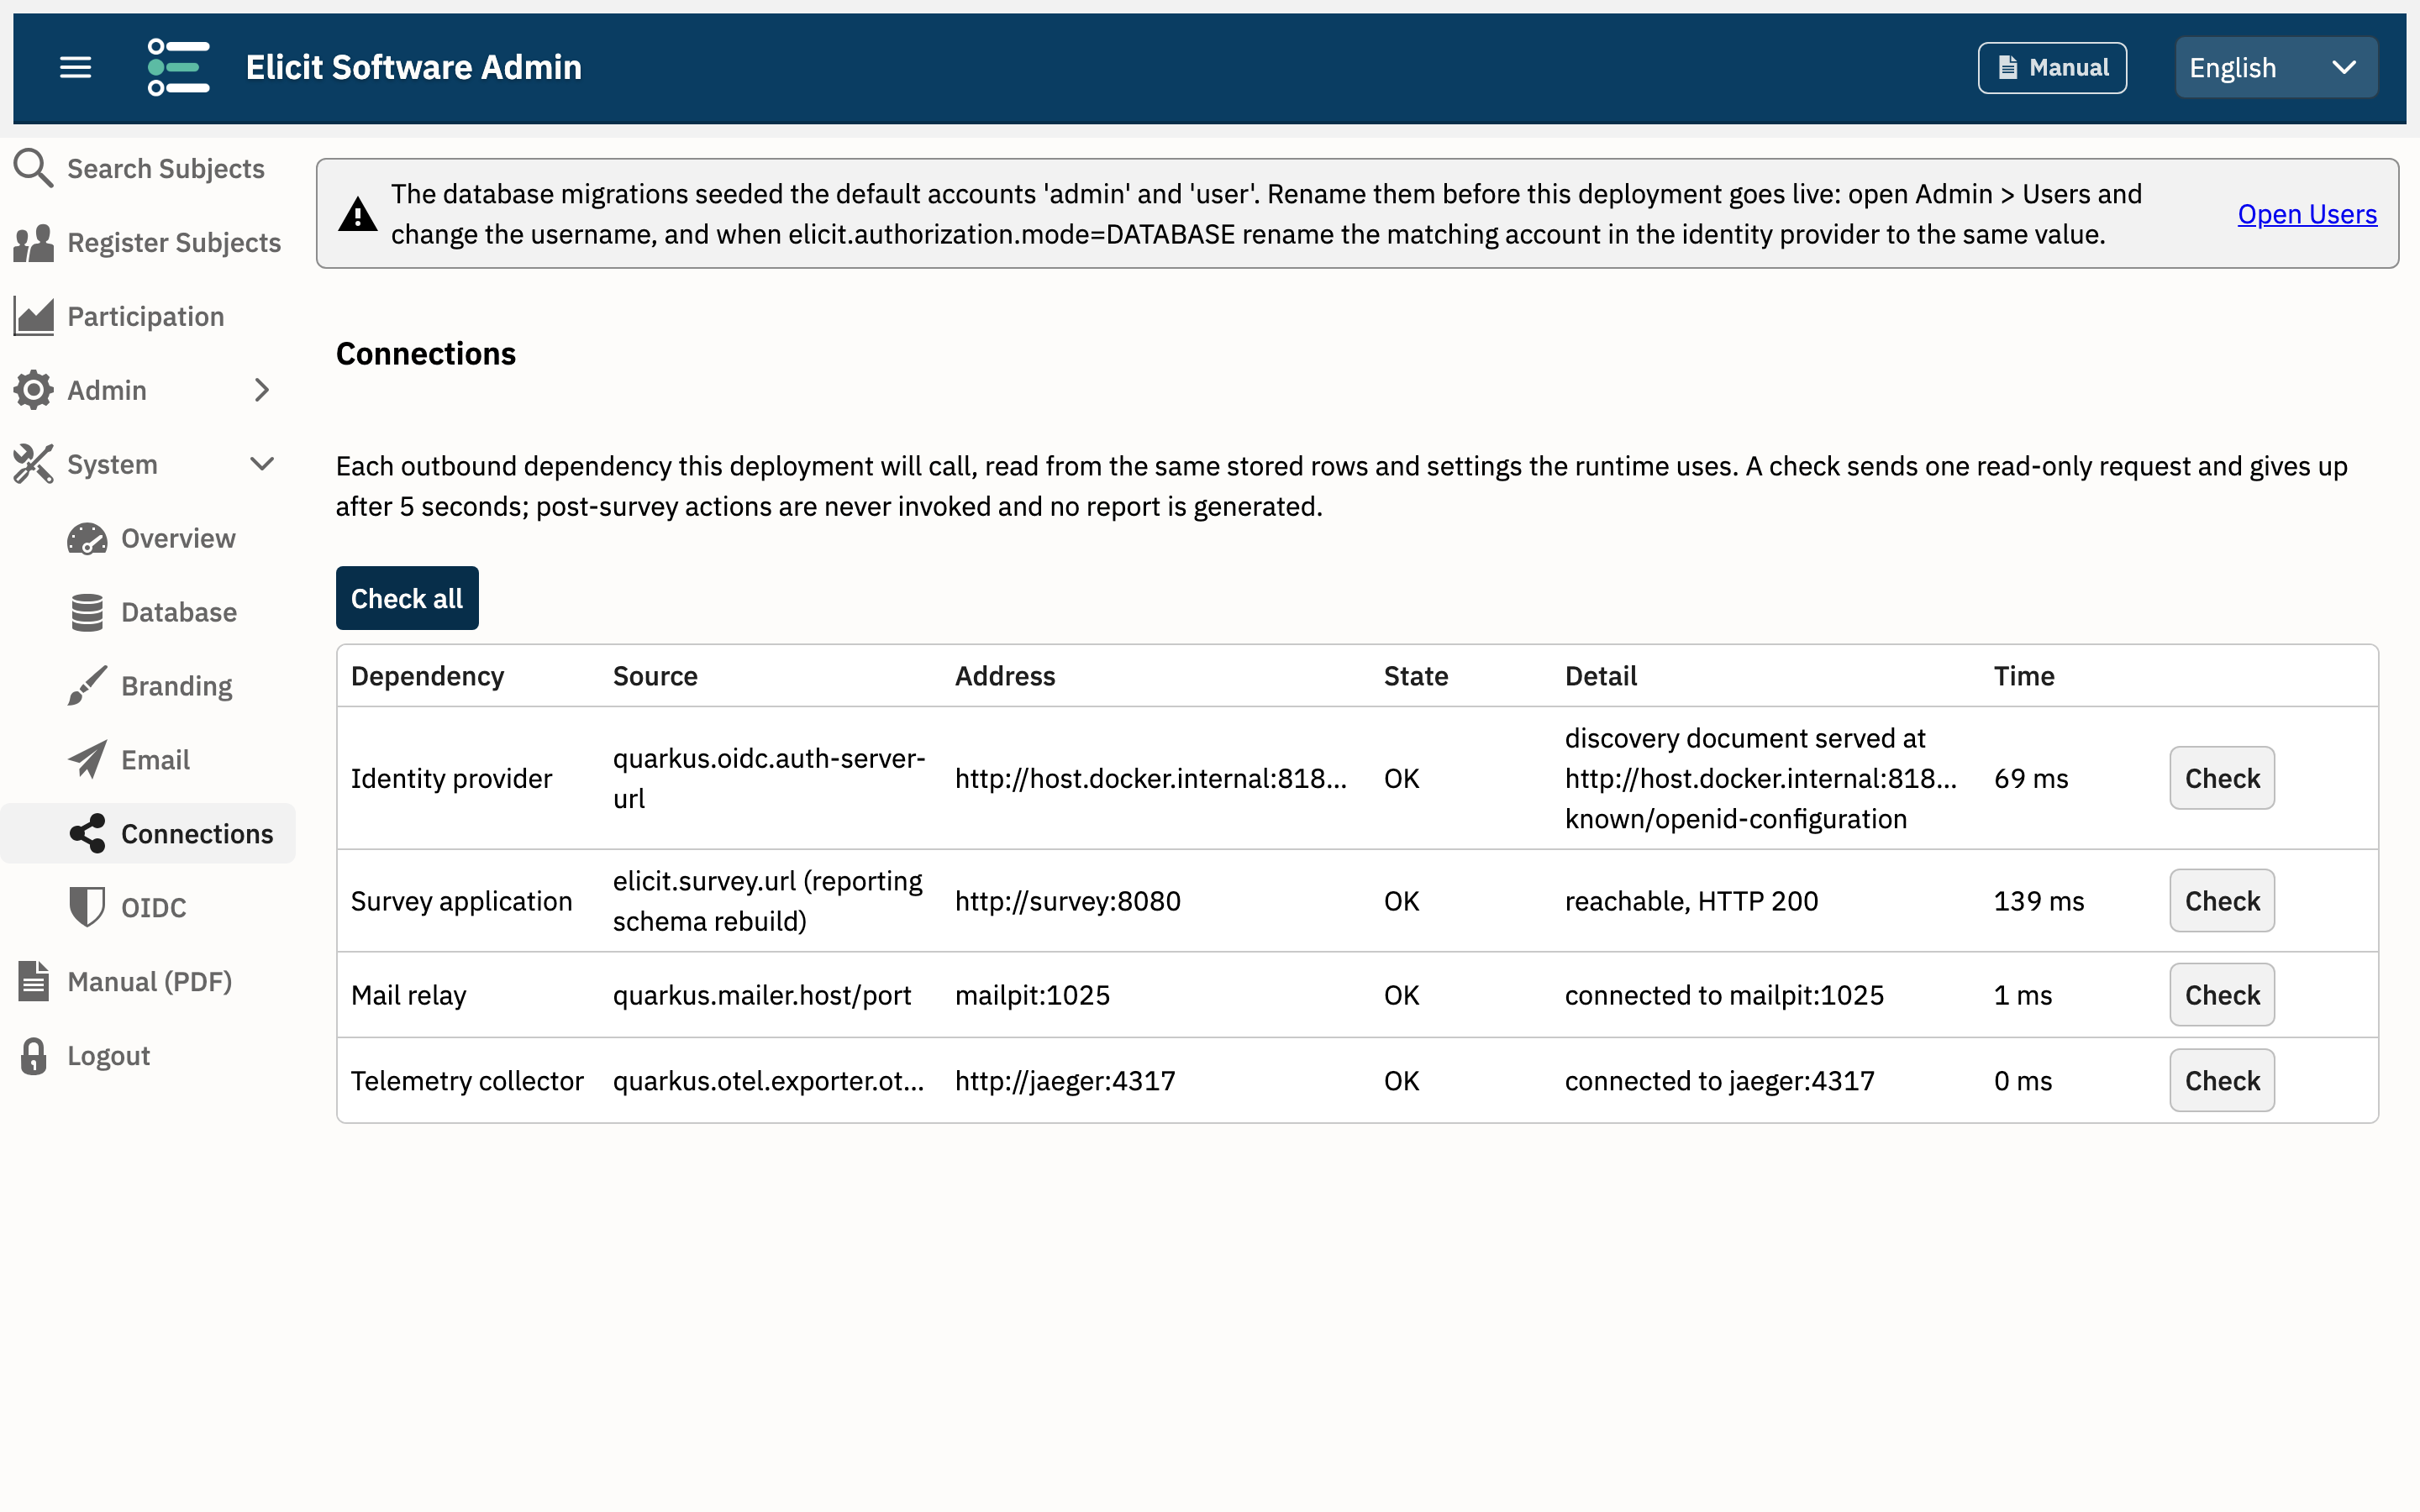 Elicit Software Admin
Manual
English
Search Subjects
Register Subjects
Participation
Admin
System
Overview
Database
Branding
Email
Connections
OIDC
Manual (PDF)
Logout
The database migrations seeded the default accounts 'admin' and 'user'. Rename them before this deployment goes live: open Admin > Users and
change the username, and when elicit.authorization.mode=DATABASE rename the matching account in the identity provider to the same value.
Open Users
Connections
Each outbound dependency this deployment will call, read from the same stored rows and settings the runtime uses. A check sends one read-only request and gives up
after 5 seconds; post-survey actions are never invoked and no report is generated.
Check all
Dependency Source Address State Detail Time
Identity provider
quarkus.oidc.auth-server-
url
http://host.docker.internal:818...
OK
discovery document served at
http://host.docker.internal:818...
known/openid-configuration
69 ms
Check
Survey application
elicit.survey.url (reporting
schema rebuild)
http://survey:8080
OK
reachable, HTTP 200
139 ms
Check
Mail relay
quarkus.mailer.host/port
mailpit:1025
OK
connected to mailpit:1025
1 ms
Check
Telemetry collector
quarkus.otel.exporter.ot...
http://jaeger:4317
OK
connected to jaeger:4317
0 ms
Check